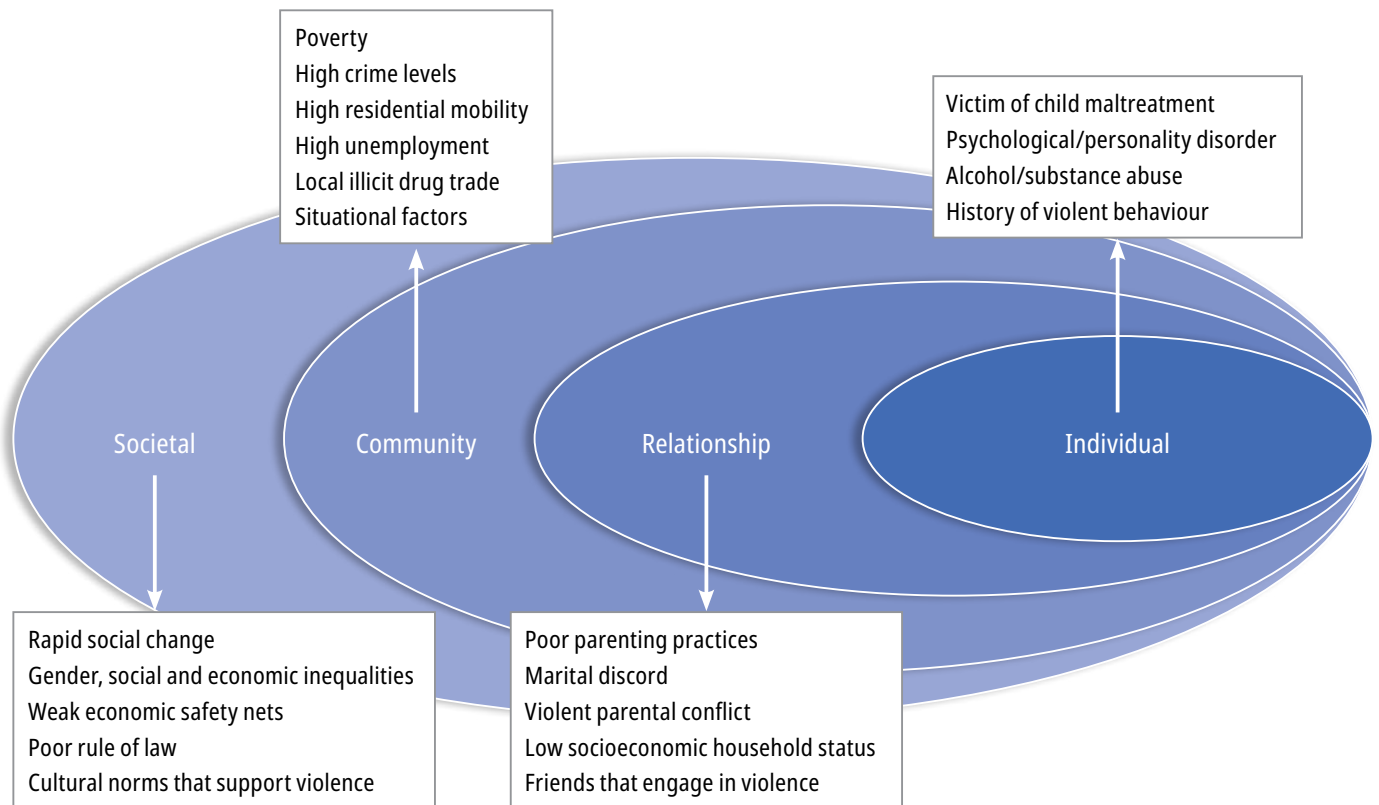 Poverty
High crime levels
High residential mobility
High unemployment
Local illicit drug trade
Situational factors
Victim of child maltreatment
Psychological/personality disorder
Alcohol/substance abuse
History of violent behaviour
Societal
Community
Relationship
Individual
Rapid social change
Gender, social and economic inequalities
Weak economic safety nets
Poor rule of law
Cultural norms that support violence
Poor parenting practices
Marital discord
Violent parental conflict
Low socioeconomic household status
Friends that engage in violence